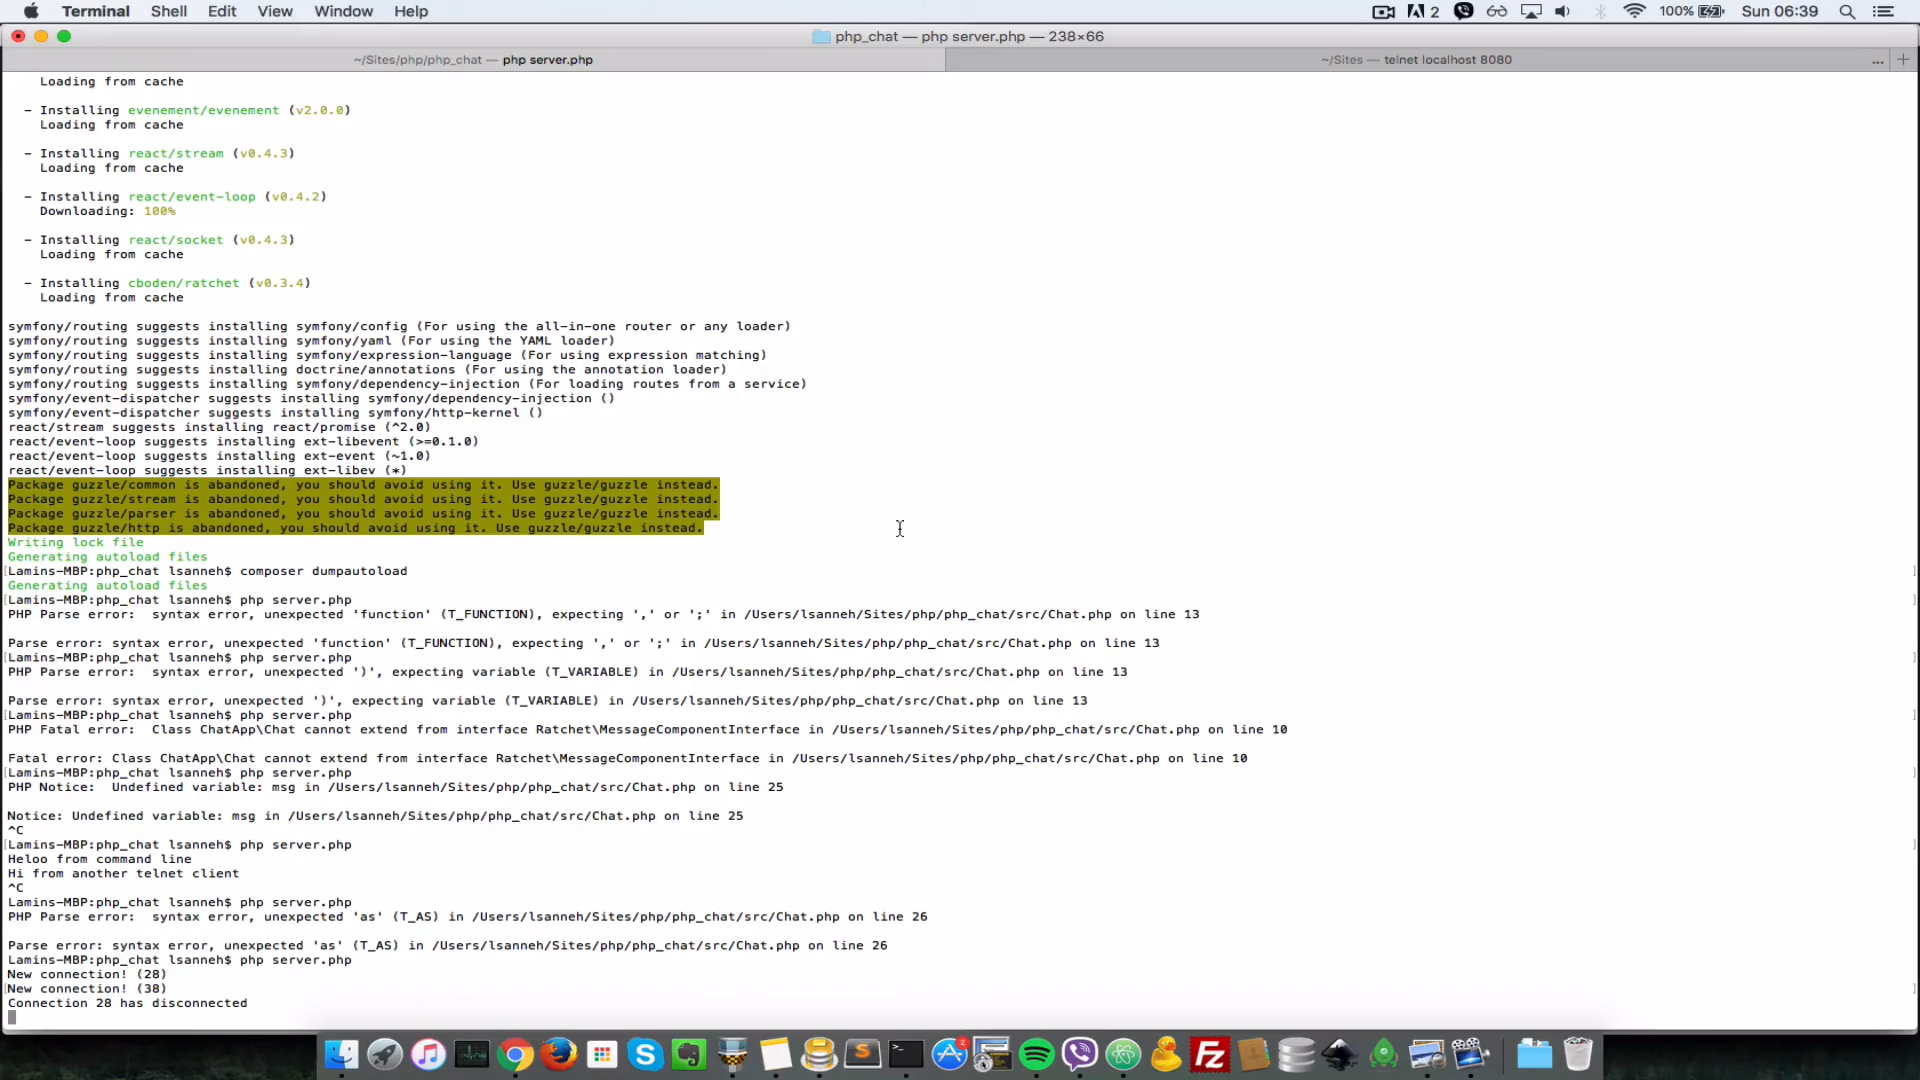 Terminal Shell Edit View Window Help 2 100% Sun 06:39
php_chat — php server.php — 238×66
~/Sites/php/php_chat — php server.php ~/Sites — telnet localhost 8080 ... +
Loading from cache
- Installing evenement/evenement (v2.0.0)
Loading from cache
- Installing react/stream (v0.4.3)
Loading from cache
- Installing react/event-loop (v0.4.2)
Downloading: 100%
- Installing react/socket (v0.4.3)
Loading from cache
- Installing cboden/ratchet (v0.3.4)
Loading from cache
symfony/routing suggests installing symfony/config (For using the all-in-one router or any loader)
symfony/routing suggests installing symfony/yaml (For using the YAML loader)
symfony/routing suggests installing symfony/expression-language (For using expression matching)
symfony/routing suggests installing doctrine/annotations (For using the annotation loader)
symfony/routing suggests installing symfony/dependency-injection (For loading routes from a service)
symfony/event-dispatcher suggests installing symfony/dependency-injection ()
symfony/event-dispatcher suggests installing symfony/http-kernel ()
react/stream suggests installing react/promise (^2.0)
react/event-loop suggests installing ext-libevent (>=0.1.0)
react/event-loop suggests installing ext-event (~1.0)
react/event-loop suggests installing ext-libev (*)
Package guzzle/common is abandoned, you should avoid using it. Use guzzle/guzzle instead.
Package guzzle/stream is abandoned, you should avoid using it. Use guzzle/guzzle instead.
Package guzzle/parser is abandoned, you should avoid using it. Use guzzle/guzzle instead.
Package guzzle/http is abandoned, you should avoid using it. Use guzzle/guzzle instead.
Writing lock file
Generating autoload files
Lamins-MBP:php_chat lsanneh$ composer dumpautoload
Generating autoload files
Lamins-MBP:php_chat lsanneh$ php server.php
PHP Parse error:  syntax error, unexpected 'function' (T_FUNCTION), expecting ',' or ';' in /Users/lsanneh/Sites/php/php_chat/src/Chat.php on line 13
Parse error: syntax error, unexpected 'function' (T_FUNCTION), expecting ',' or ';' in /Users/lsanneh/Sites/php/php_chat/src/Chat.php on line 13
Lamins-MBP:php_chat lsanneh$ php server.php
PHP Parse error:  syntax error, unexpected ')', expecting variable (T_VARIABLE) in /Users/lsanneh/Sites/php/php_chat/src/Chat.php on line 13
Parse error: syntax error, unexpected ')', expecting variable (T_VARIABLE) in /Users/lsanneh/Sites/php/php_chat/src/Chat.php on line 13
Lamins-MBP:php_chat lsanneh$ php server.php
PHP Fatal error:  Class ChatApp\Chat cannot extend from interface Ratchet\MessageComponentInterface in /Users/lsanneh/Sites/php/php_chat/src/Chat.php on line 10
Fatal error: Class ChatApp\Chat cannot extend from interface Ratchet\MessageComponentInterface in /Users/lsanneh/Sites/php/php_chat/src/Chat.php on line 10
Lamins-MBP:php_chat lsanneh$ php server.php
PHP Notice:  Undefined variable: msg in /Users/lsanneh/Sites/php/php_chat/src/Chat.php on line 25
Notice: Undefined variable: msg in /Users/lsanneh/Sites/php/php_chat/src/Chat.php on line 25
^C
Lamins-MBP:php_chat lsanneh$ php server.php
Heloo from command line
Hi from another telnet client
^C
Lamins-MBP:php_chat lsanneh$ php server.php
PHP Parse error:  syntax error, unexpected 'as' (T_AS) in /Users/lsanneh/Sites/php/php_chat/src/Chat.php on line 26
Parse error: syntax error, unexpected 'as' (T_AS) in /Users/lsanneh/Sites/php/php_chat/src/Chat.php on line 26
Lamins-MBP:php_chat lsanneh$ php server.php
New connection! (28)
New connection! (38)
Connection 28 has disconnected